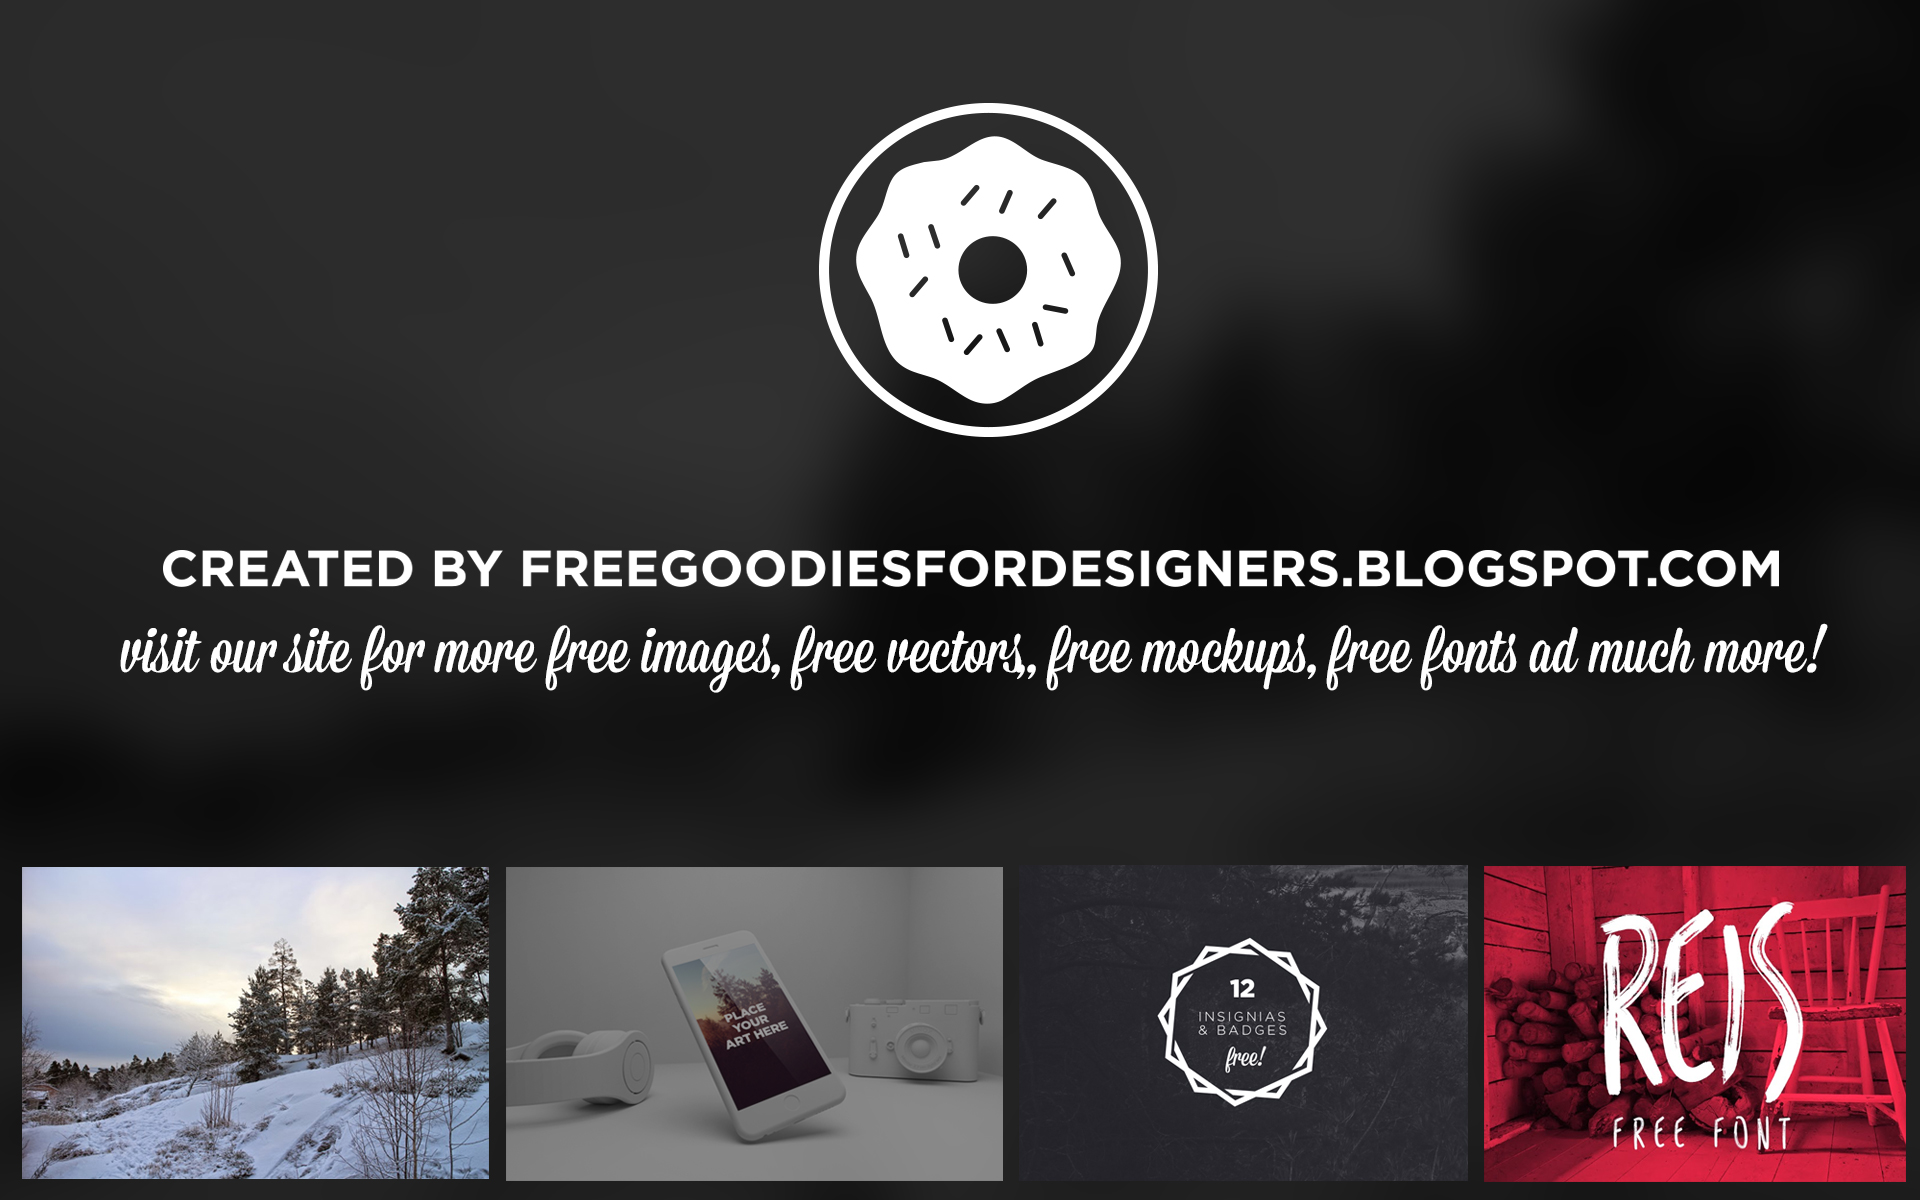 CREATED BY FREEGOODIESFORDESIGNERS.BLOGSPOT.COM
visit our site for more free images, free vectors,, free mockups, free fonts ad much more!
PLACE
YOUR
ART HERE
12
INSIGNIAS
& BADGES
free!
REIS
FREE FONT